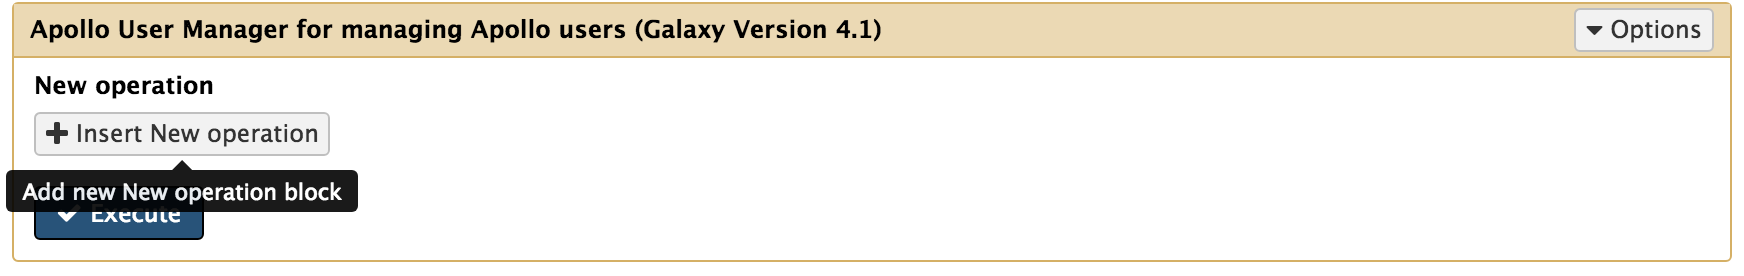 Apollo User Manager for managing Apollo users (Galaxy Version 4.1)
Options
New operation
Insert New operation
Add new New operation block
Execute